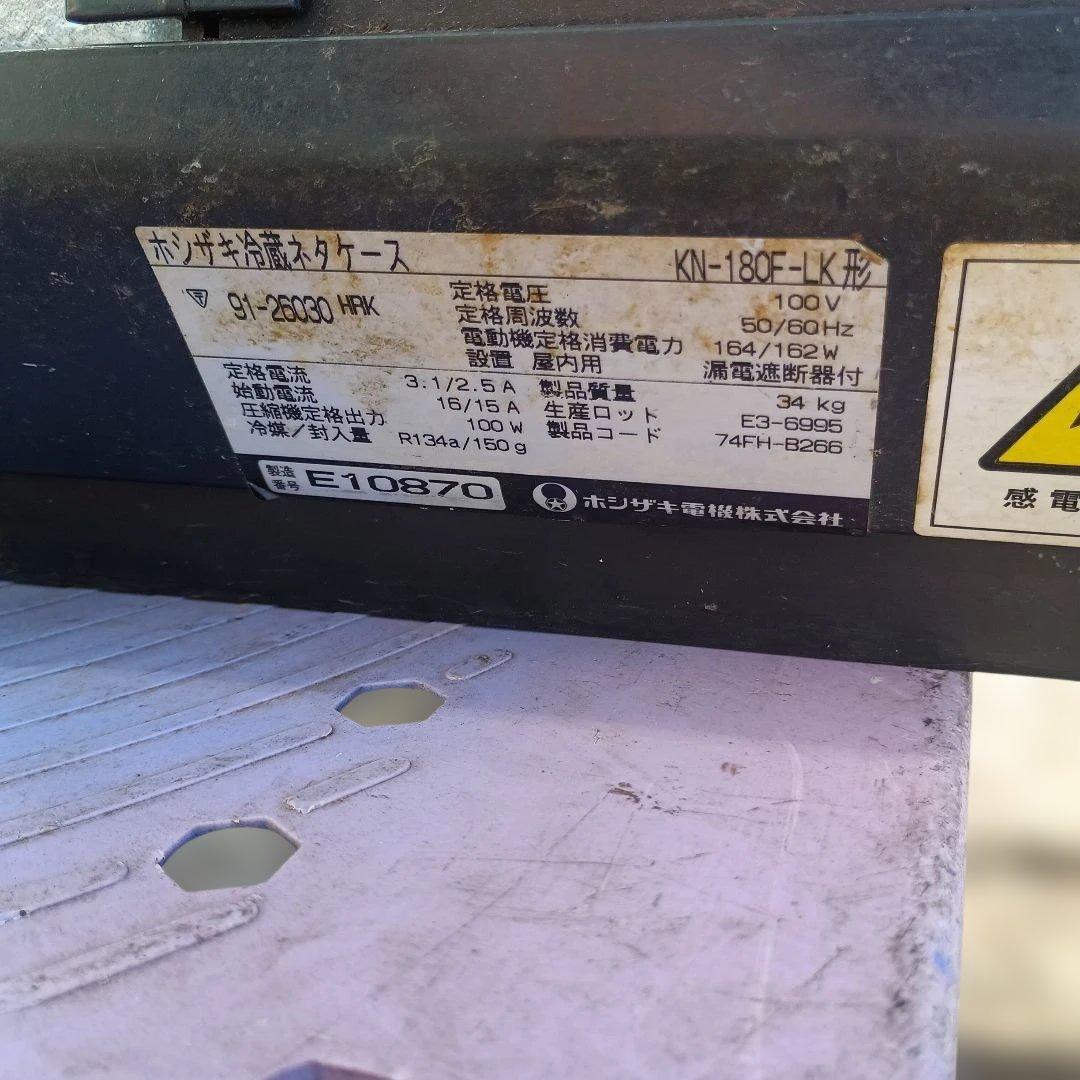 ホシザキ冷蔵ネタケース KN-180F-LK形
91-26030 HRK
定格電圧 100V
定格周波数 50/60Hz
電動機定格消費電力 164/162W
設置 屋内用 漏電遮断器付
定格電流 3.1/2.5A 製品質量 34kg
始動電流 16/15A 生産ロット E3-6995
圧縮機定格出力 100W 製品コード 74FH-B266
冷媒/封入量 R134a/150g
製造番号 E10870 ホシザキ電機株式会社
感電